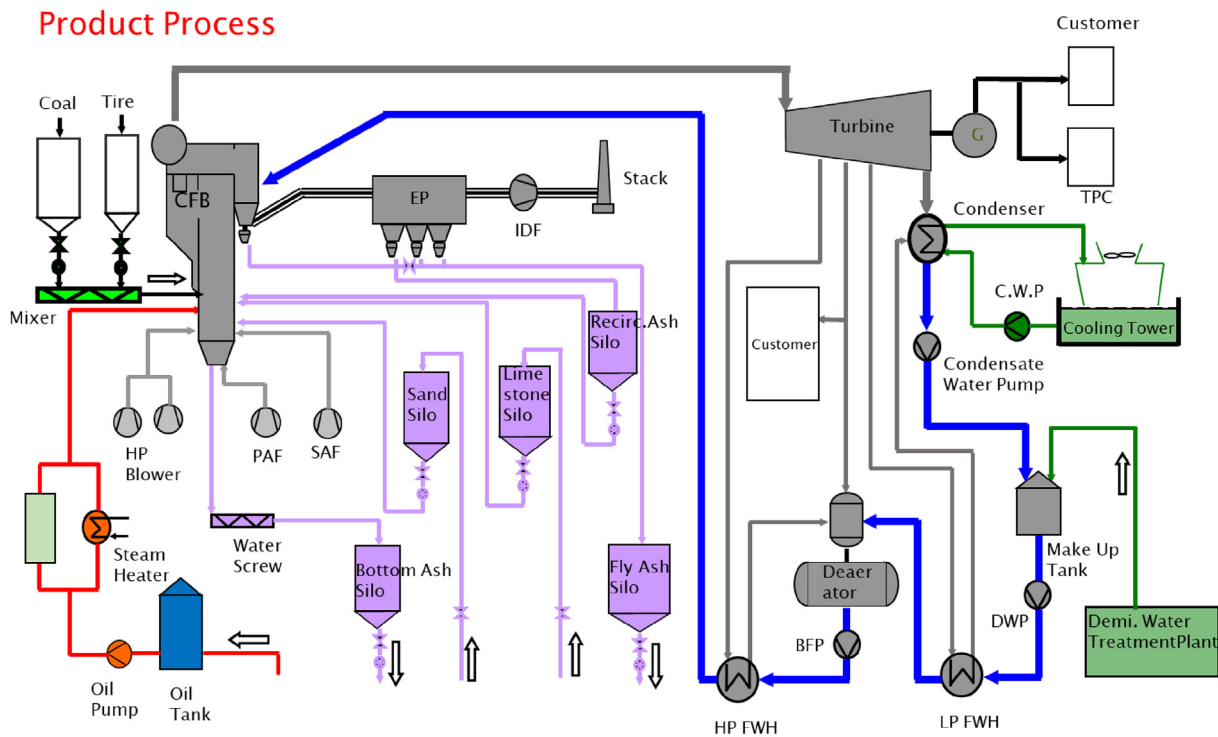 Product Process
Customer
Coal
Tire
Turbine
G
TPC
CFB
EP
IDF
Stack
Condenser
C.W.P
Cooling Tower
Mixer
Recirc.Ash
Silo
Customer
Condensate
Water Pump
Sand
Silo
Lime
stone
Silo
HP
Blower
PAF
SAF
Steam
Heater
Water
Screw
Bottom Ash
Silo
Fly Ash
Silo
Deaer
ator
Make Up
Tank
DWP
Demi. Water
TreatmentPlant
BFP
Oil
Pump
Oil
Tank
HP FWH
LP FWH